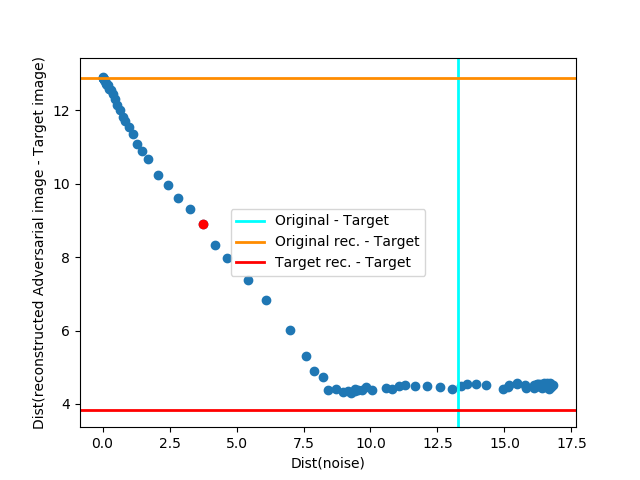 12
10
8
6
4
Dist(reconstructed Adversarial image - Target image)
Original - Target
Original rec. - Target
Target rec. - Target
0.0 2.5 5.0 7.5 10.0 12.5 15.0 17.5
Dist(noise)